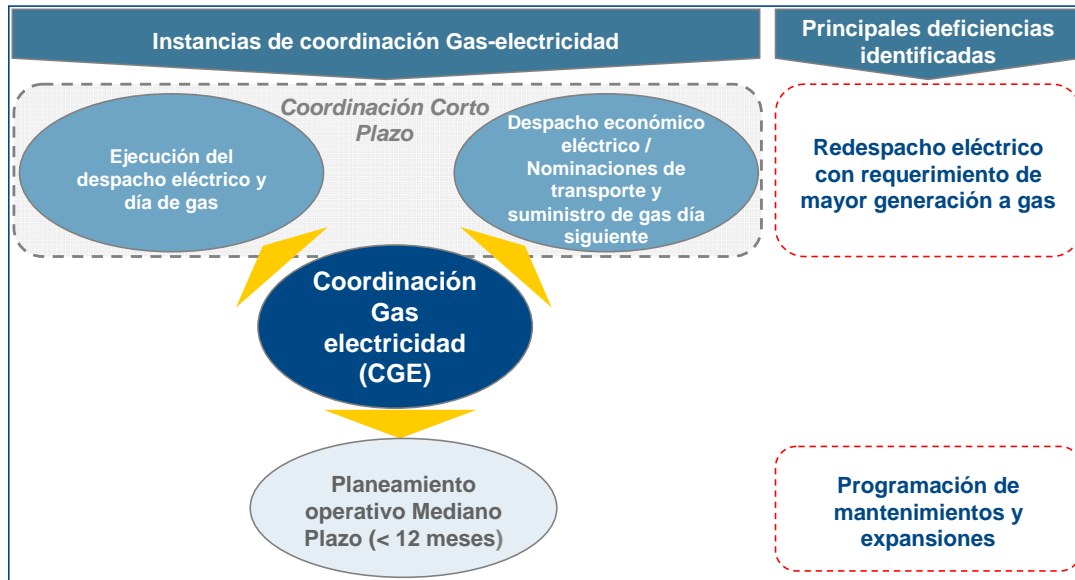 Instancias de coordinación Gas-electricidad
Principales deficiencias
identificadas
Coordinación Corto
Plazo
Ejecución del
despacho eléctrico y
día de gas
Despacho económico
eléctrico /
Nominaciones de
transporte y
suministro de gas día
siguiente
Redespacho eléctrico
con requerimiento de
mayor generación a gas
Coordinación
Gas
electricidad
(CGE)
Planeamiento
operativo Mediano
Plazo (< 12 meses)
Programación de
mantenimientos y
expansiones